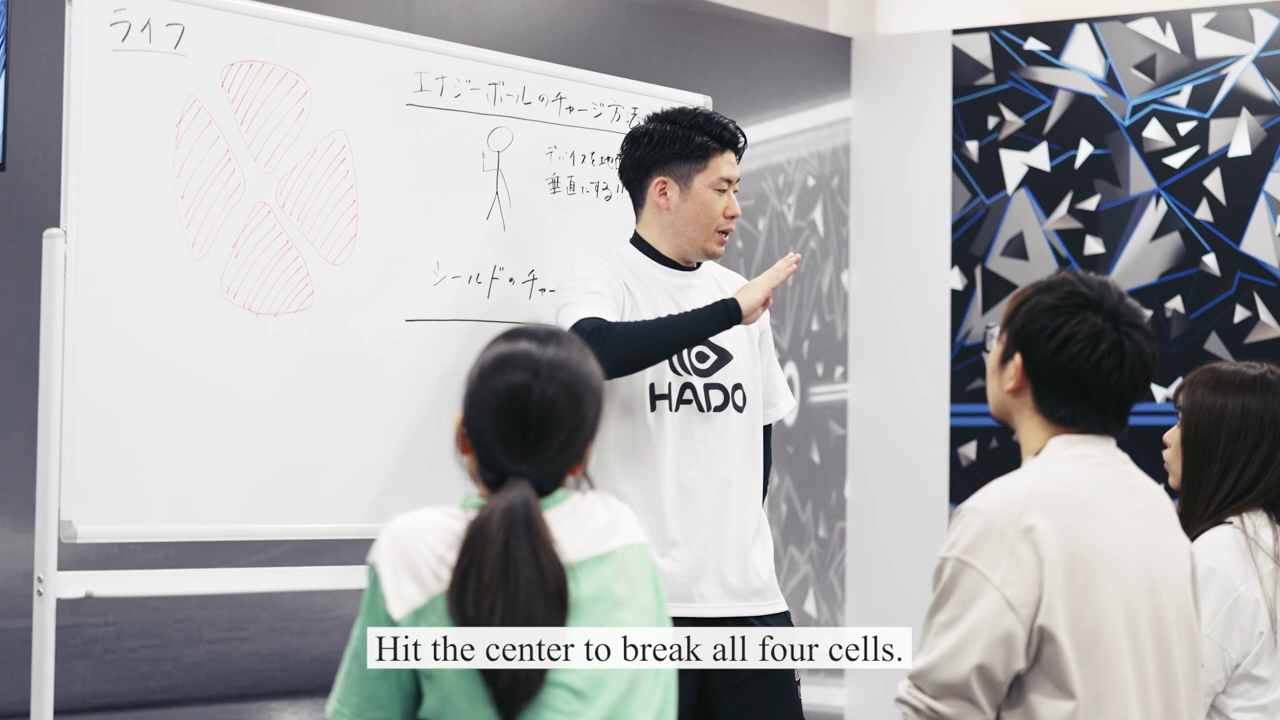 ライフ
エナジーボールのチャージ方法
デバイスを地
垂直にする
シールドのチャー
HADO
Hit the center to break all four cells.